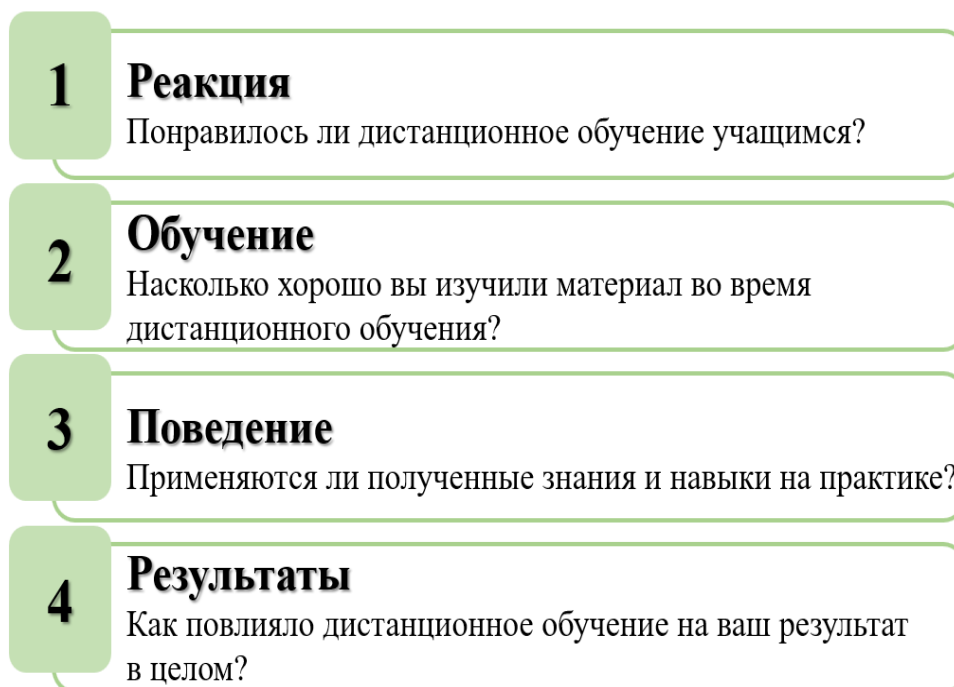 1
Реакция
Понравилось ли дистанционное обучение учащимся?
2
Обучение
Насколько хорошо вы изучили материал во время
дистанционного обучения?
3
Поведение
Применяются ли полученные знания и навыки на практике?
4
Результаты
Как повлияло дистанционное обучение на ваш результат
в целом?